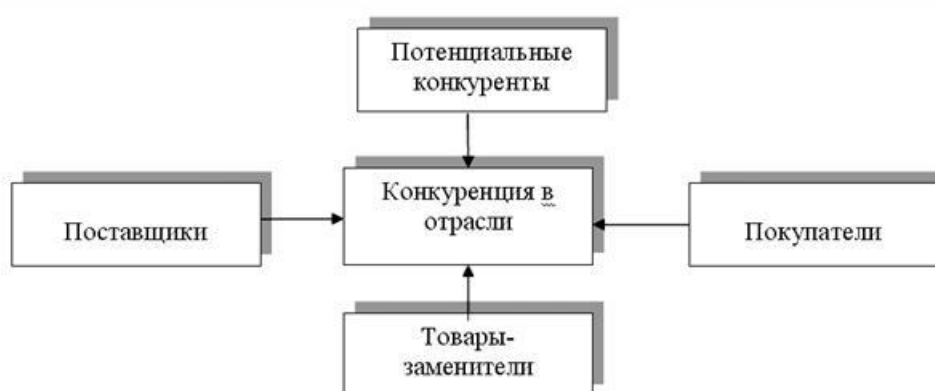 Потенциальные
конкуренты
Конкуренция в
отрасли
Поставщики
Покупатели
Товары-
заменители